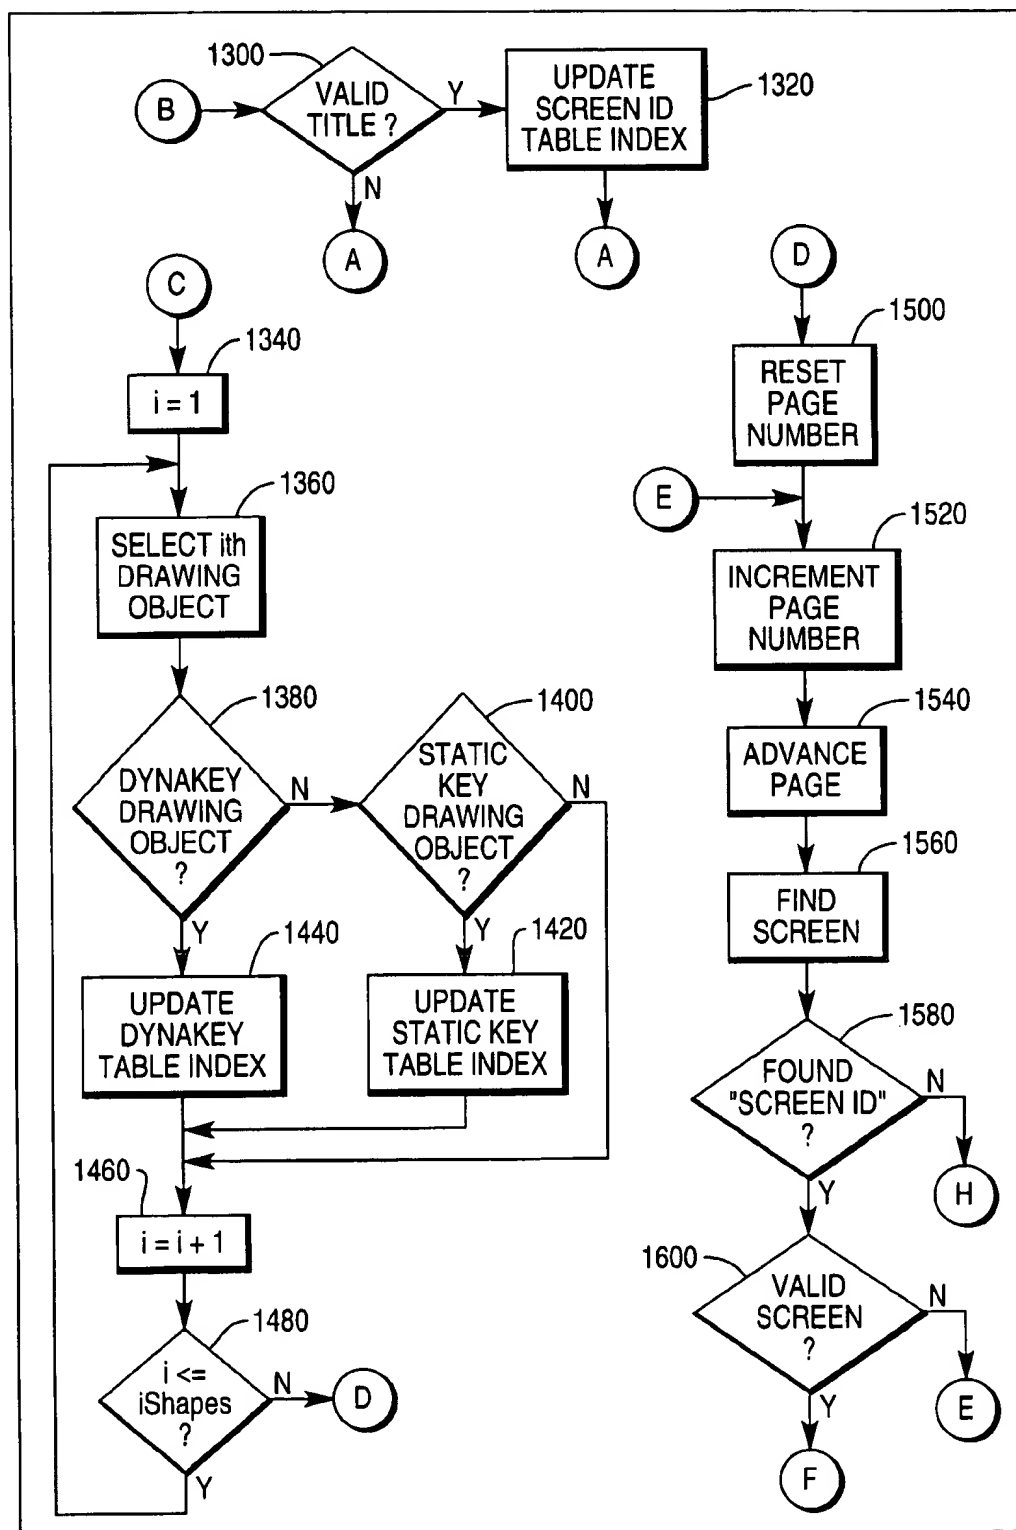 1300
B
VALID
TITLE ?
Y
N
UPDATE
SCREEN ID
TABLE INDEX
1320
A
A
C
1340
i = 1
1360
SELECT ith
DRAWING
OBJECT
1380
DYNAKEY
DRAWING
OBJECT
?
N
Y
1400
STATIC
KEY
DRAWING
OBJECT
?
N
Y
1440
UPDATE
DYNAKEY
TABLE INDEX
1420
UPDATE
STATIC KEY
TABLE INDEX
1460
i = i + 1
1480
i <=
iShapes
?
N
D
Y
D
1500
RESET
PAGE
NUMBER
E
1520
INCREMENT
PAGE
NUMBER
1540
ADVANCE
PAGE
1560
FIND
SCREEN
1580
FOUND
"SCREEN ID"
?
N
H
Y
1600
VALID
SCREEN
?
N
E
Y
F